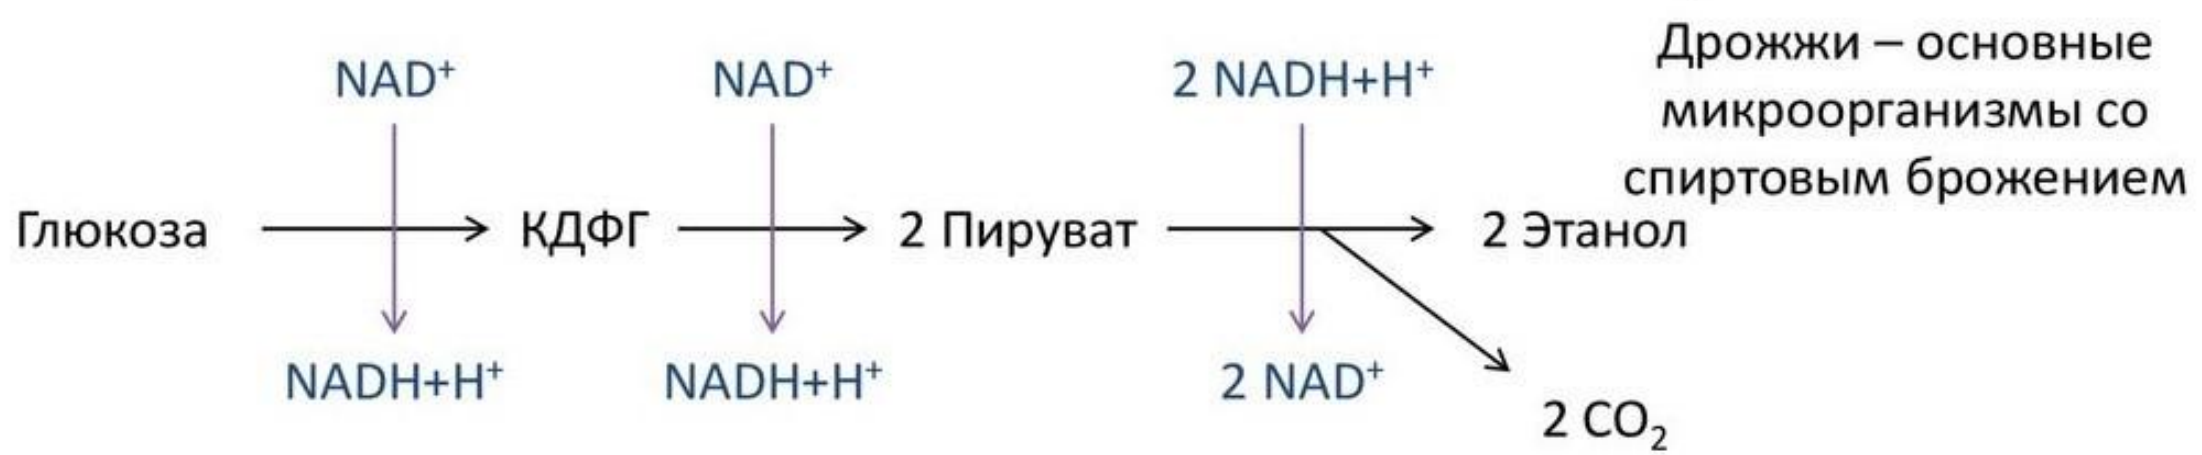 Дрожжи – основные
микроорганизмы со
спиртовым брожением
NAD⁺ NAD⁺ 2 NADH+H⁺
Глюкоза КДФГ 2 Пируват 2 Этанол
NADH+H⁺ NADH+H⁺ 2 NAD⁺
2 CO₂